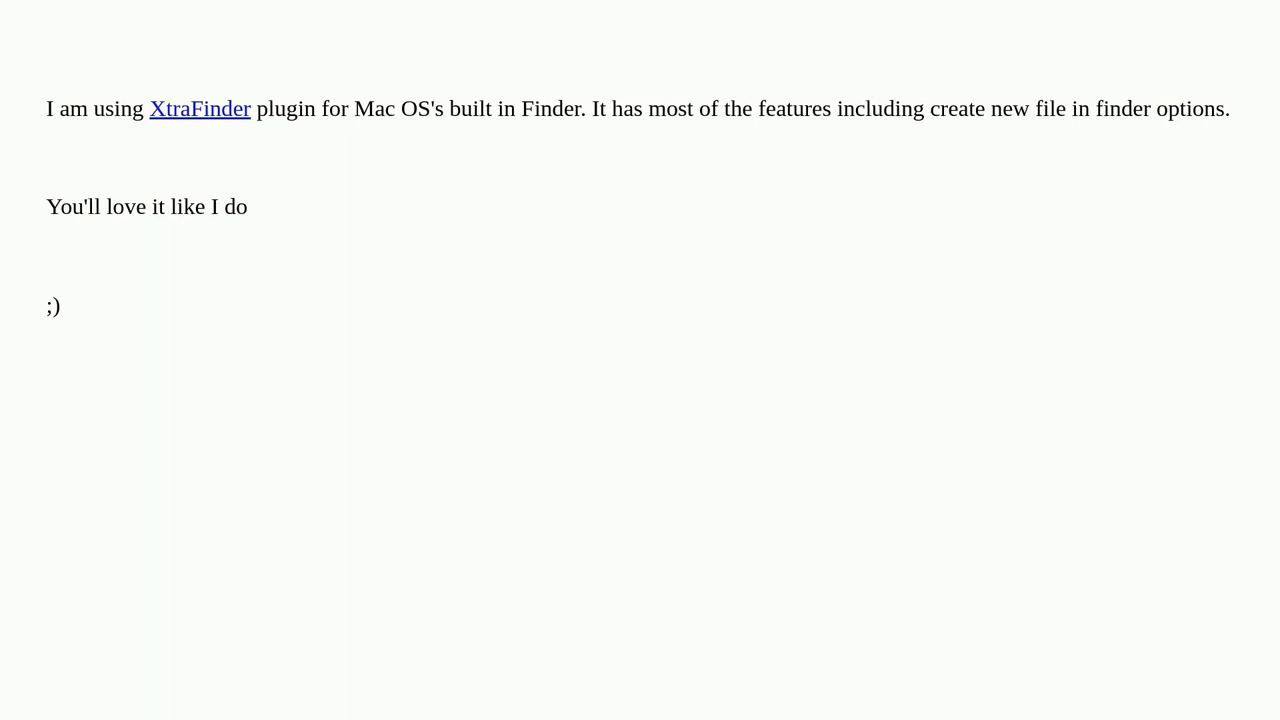 I am using XtraFinder plugin for Mac OS's built in Finder. It has most of the features including create new file in finder options.
You'll love it like I do
;)